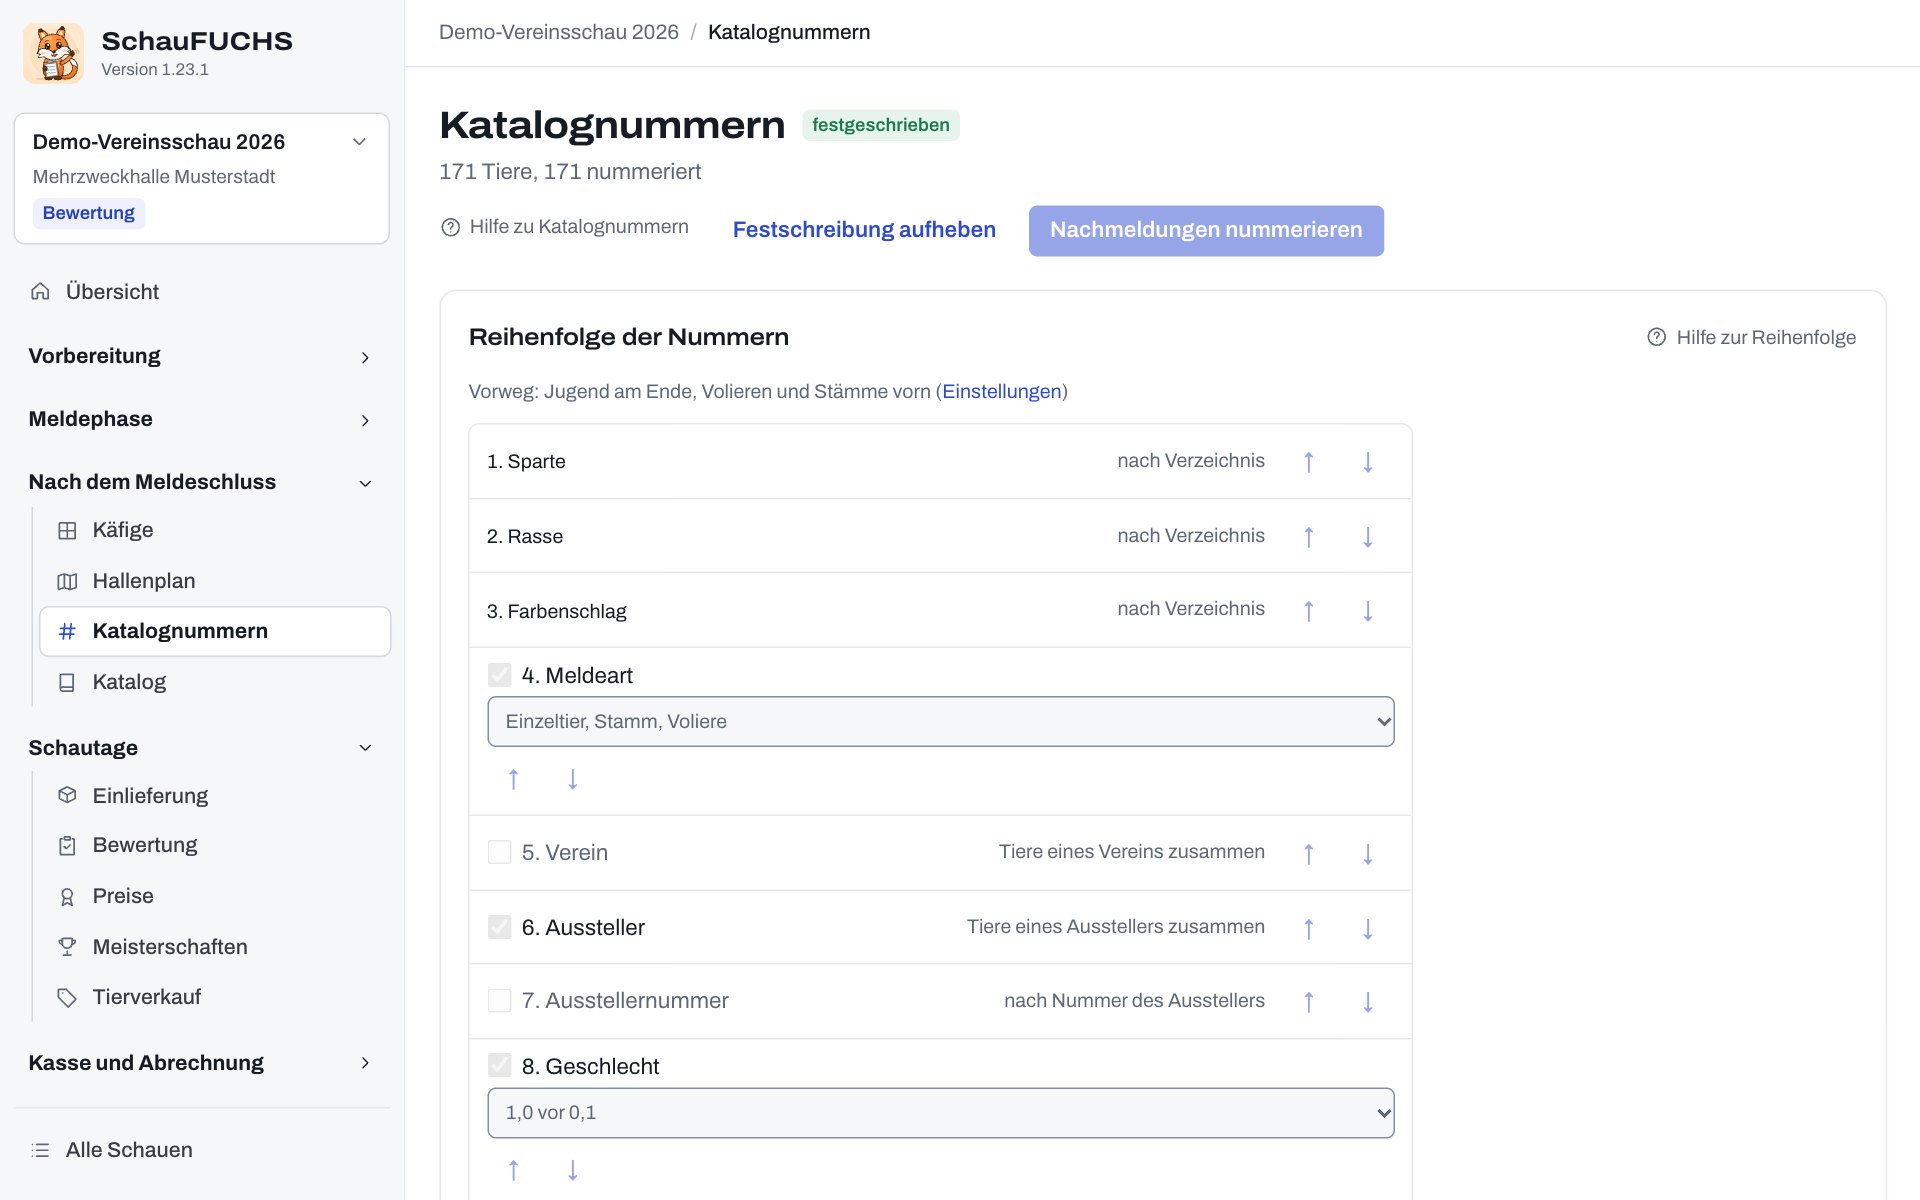 SchauFUCHS
Version 1.23.1
Demo-Vereinsschau 2026
Mehrzweckhalle Musterstadt
Bewertung
Übersicht
Vorbereitung
Meldephase
Nach dem Meldeschluss
Käfige
Hallenplan
Katalognummern
Katalog
Schautage
Einlieferung
Bewertung
Preise
Meisterschaften
Tierverkauf
Kasse und Abrechnung
Alle Schauen
Demo-Vereinsschau 2026 / Katalognummern
Katalognummern festgeschrieben
171 Tiere, 171 nummeriert
Hilfe zu Katalognummern Festschreibung aufheben Nachmeldungen nummerieren
Reihenfolge der Nummern Hilfe zur Reihenfolge
Vorweg: Jugend am Ende, Volieren und Stämme vorn (Einstellungen)
1. Sparte nach Verzeichnis ↑ ↓
2. Rasse nach Verzeichnis ↑ ↓
3. Farbenschlag nach Verzeichnis ↑ ↓
4. Meldeart
Einzeltier, Stamm, Voliere
↑ ↓
5. Verein Tiere eines Vereins zusammen ↑ ↓
6. Aussteller Tiere eines Ausstellers zusammen ↑ ↓
7. Ausstellernummer nach Nummer des Ausstellers ↑ ↓
8. Geschlecht
1,0 vor 0,1
↑ ↓